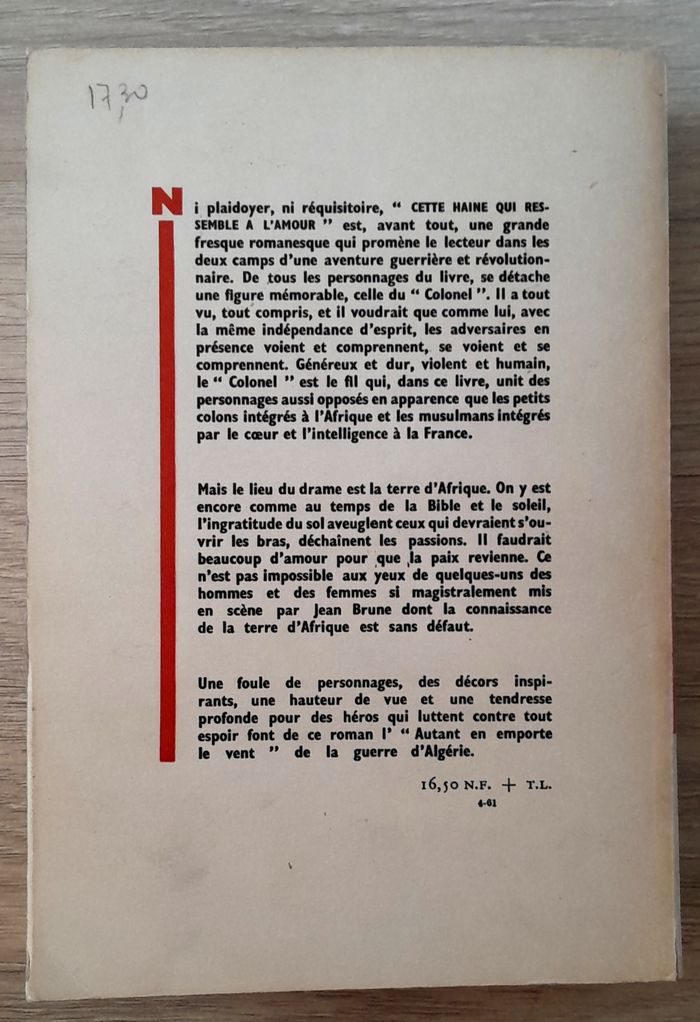 17,30
Ni plaidoyer, ni réquisitoire, “ CETTE HAINE QUI RES-
SEMBLE A L’AMOUR ” est, avant tout, une grande
fresque romanesque qui promène le lecteur dans les
deux camps d’une aventure guerrière et révolution-
naire. De tous les personnages du livre, se détache
une figure mémorable, celle du “ Colonel ”. Il a tout
vu, tout compris, et il voudrait que comme lui, avec
la même indépendance d’esprit, les adversaires en
présence voient et comprennent, se voient et se
comprennent. Généreux et dur, violent et humain,
le “ Colonel ” est le fil qui, dans ce livre, unit des
personnages aussi opposés en apparence que les petits
colons intégrés à l’Afrique et les musulmans intégrés
par le cœur et l’intelligence à la France.
Mais le lieu du drame est la terre d’Afrique. On y est
encore comme au temps de la Bible et le soleil,
l’ingratitude du sol aveuglent ceux qui devraient s’ou-
vrir les bras, déchaînent les passions. Il faudrait
beaucoup d’amour pour que la paix revienne. Ce
n’est pas impossible aux yeux de quelques-uns des
hommes et des femmes si magistralement mis
en scène par Jean Brune dont la connaissance
de la terre d’Afrique est sans défaut.
Une foule de personnages, des décors inspi-
rants, une hauteur de vue et une tendresse
profonde pour des héros qui luttent contre tout
espoir font de ce roman l’ “ Autant en emporte
le vent ” de la guerre d’Algérie.
16,50 N.F. + T.L.
4-61